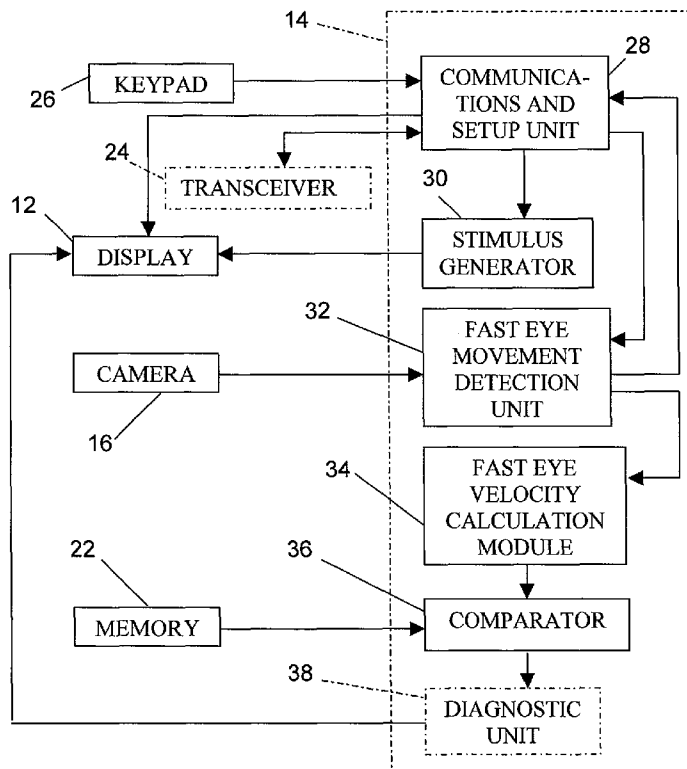 14
28
KEYPAD
26
COMMUNICA-
TIONS AND
SETUP UNIT
24
TRANSCEIVER
30
12
DISPLAY
STIMULUS
GENERATOR
32
FAST EYE
MOVEMENT
DETECTION
UNIT
CAMERA
16
34
FAST EYE
VELOCITY
CALCULATION
MODULE
22
36
MEMORY
COMPARATOR
38
DIAGNOSTIC
UNIT